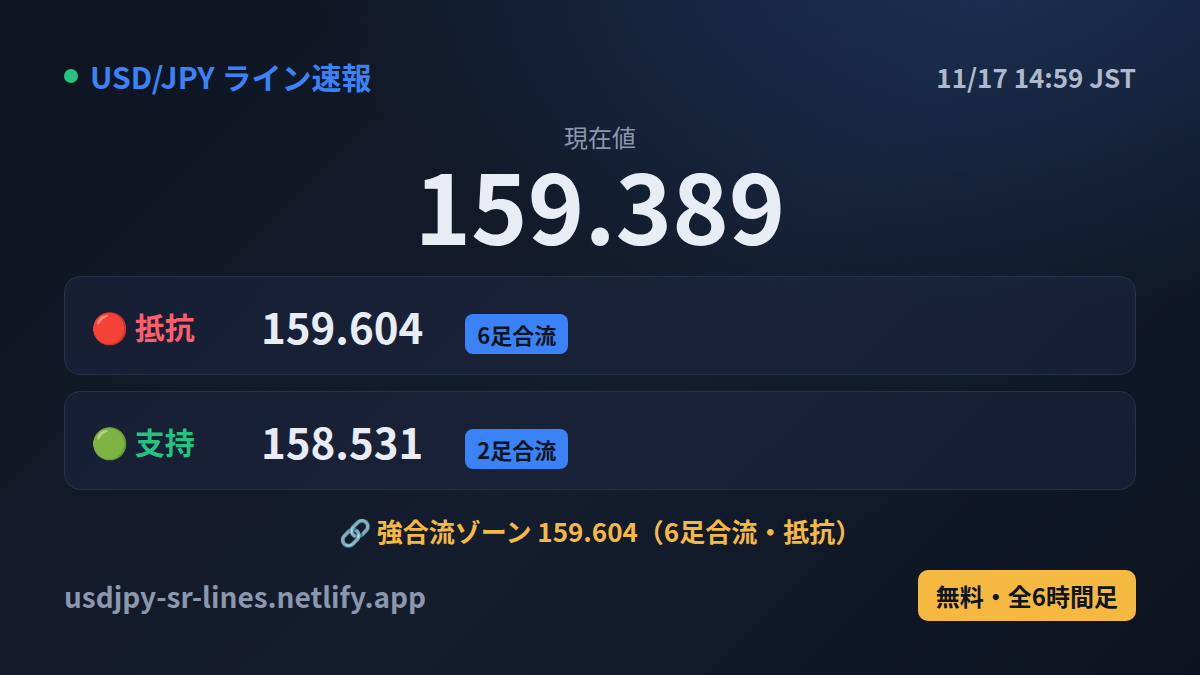 USD/JPY ライン速報
11/17 14:59 JST
現在値
159.389
抵抗 159.604 6足合流
支持 158.531 2足合流
強合流ゾーン 159.604（6足合流・抵抗）
usdjpy-sr-lines.netlify.app
無料・全6時間足